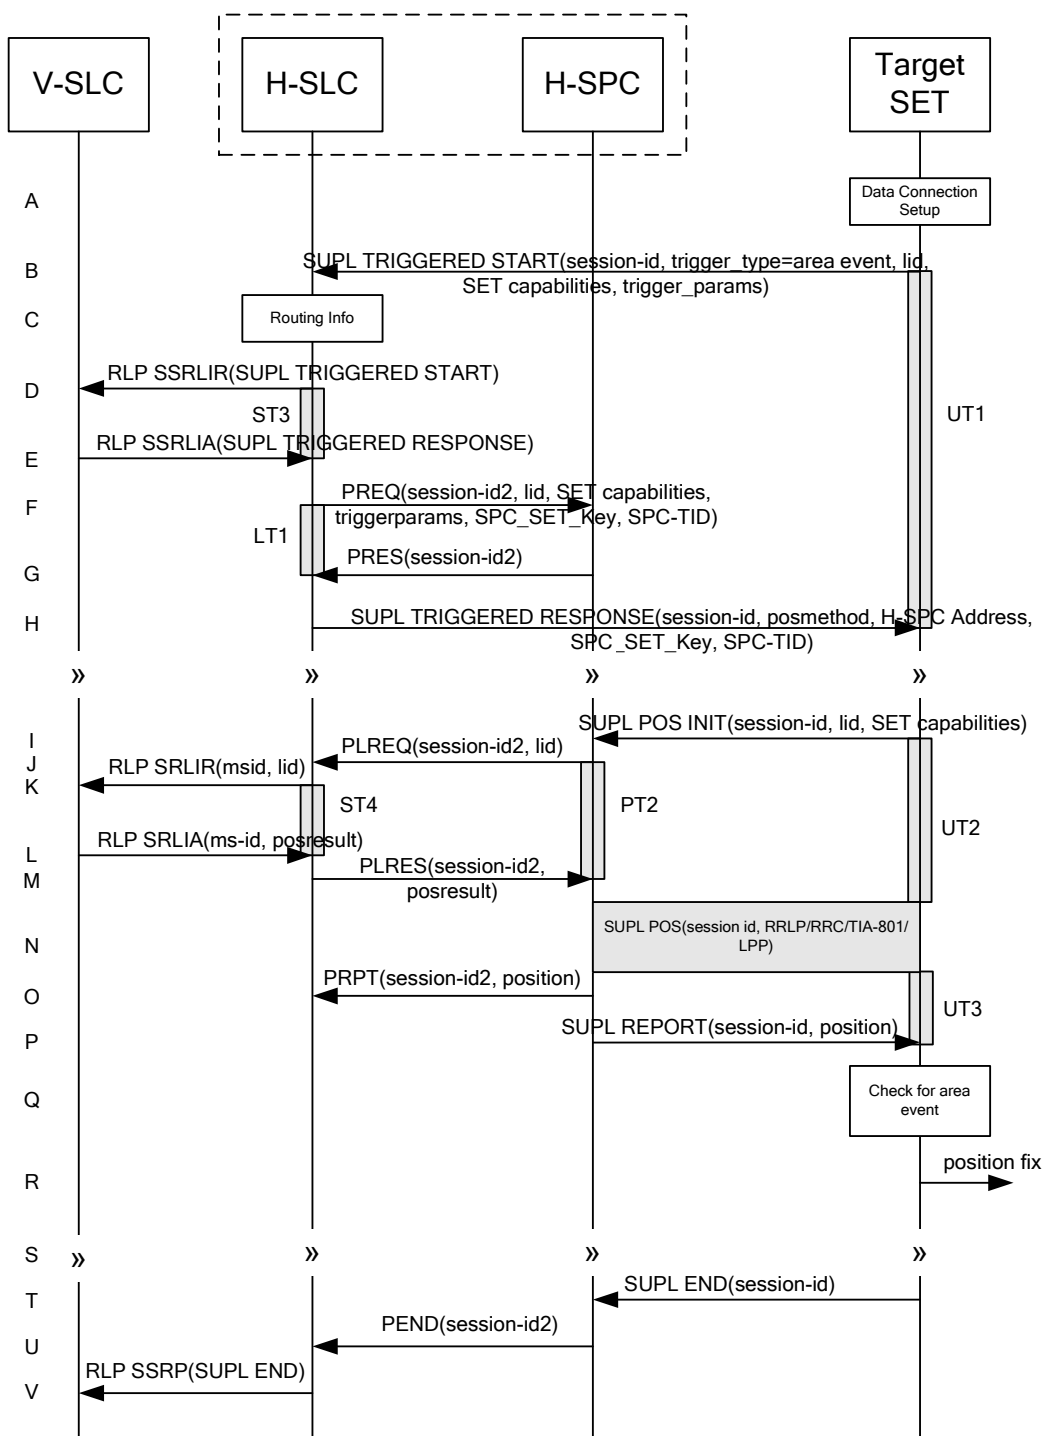 V-SLC
H-SLC
H-SPC
Target
SET
A
Data Connection
Setup
B
SUPL TRIGGERED START(session-id, trigger_type=area event, lid,
SET capabilities, trigger_params)
C
Routing Info
D
RLP SSRLIR(SUPL TRIGGERED START)
ST3
UT1
E
RLP SSRLIA(SUPL TRIGGERED RESPONSE)
F
PREQ(session-id2, lid, SET capabilities,
triggerparams, SPC_SET_Key, SPC-TID)
LT1
G
PRES(session-id2)
H
SUPL TRIGGERED RESPONSE(session-id, posmethod, H-SPC Address,
SPC_SET_Key, SPC-TID)
» » »
I
SUPL POS INIT(session-id, lid, SET capabilities)
J
PLREQ(session-id2, lid)
K
RLP SRLIR(msid, lid)
ST4
PT2
UT2
L
RLP SRLIA(ms-id, posresult)
M
PLRES(session-id2,
posresult)
N
SUPL POS(session id, RRLP/RRC/TIA-801/
LPP)
O
PRPT(session-id2, position)
UT3
P
SUPL REPORT(session-id, position)
Q
Check for area
event
R
position fix
S
» » » »
T
SUPL END(session-id)
U
PEND(session-id2)
V
RLP SSRP(SUPL END)